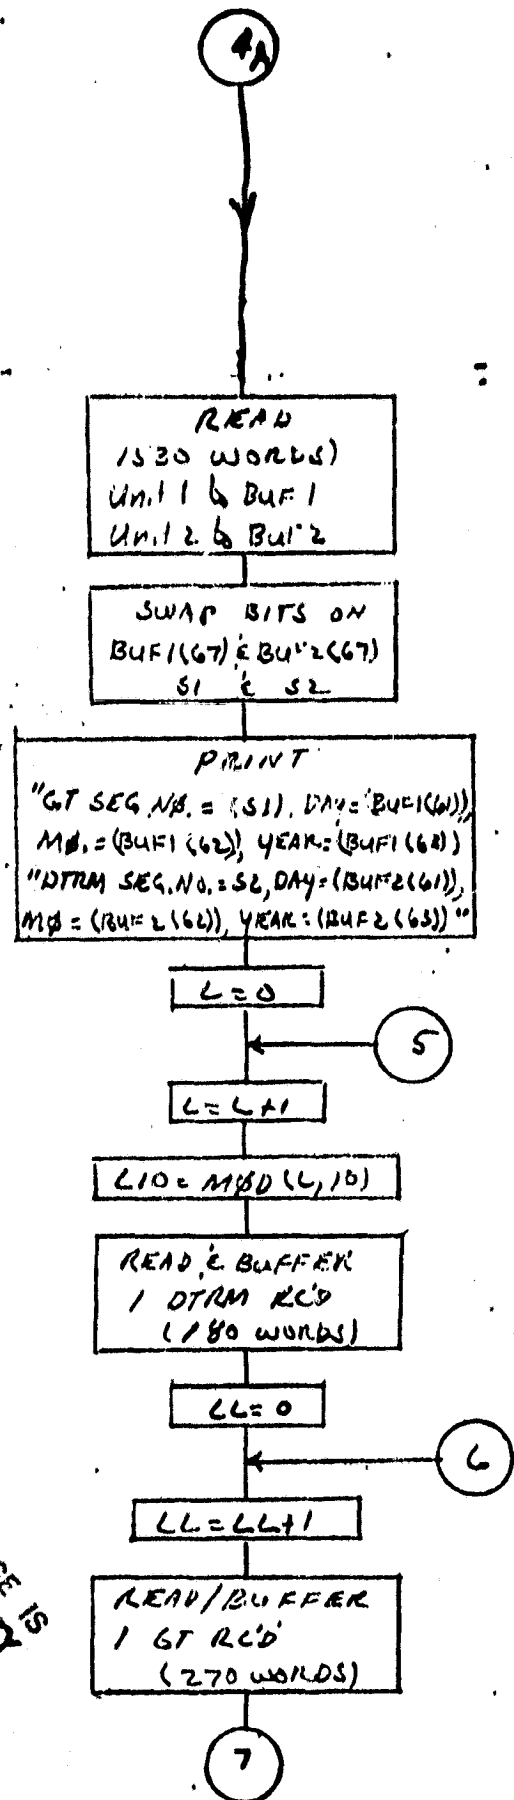 4A
READ
1530 WORDS)
Unit 1 to BUF 1
Unit 2 to BUF 2
SWAP BITS ON
BUF1(67) & BUF2(67)
S1 & S2
PRINT
"GT SEG.NØ. = (S1), DAY=(BUF1(61)),
MØ.=(BUF1(62)), YEAR=(BUF1(63))
"DTRM SEG.NO.=S2, DAY=(BUF2(61)),
MØ=(BUF2(62)), YEAR=(BUF2(63))"
L=0
5
L=L+1
L10=MØD(L,10)
READ & BUFFER
1 DTRM RC'D
(180 WORDS)
LL=0
6
LL=LL+1
READ/BUFFER
1 GT RC'D
(270 WORDS)
7
IS